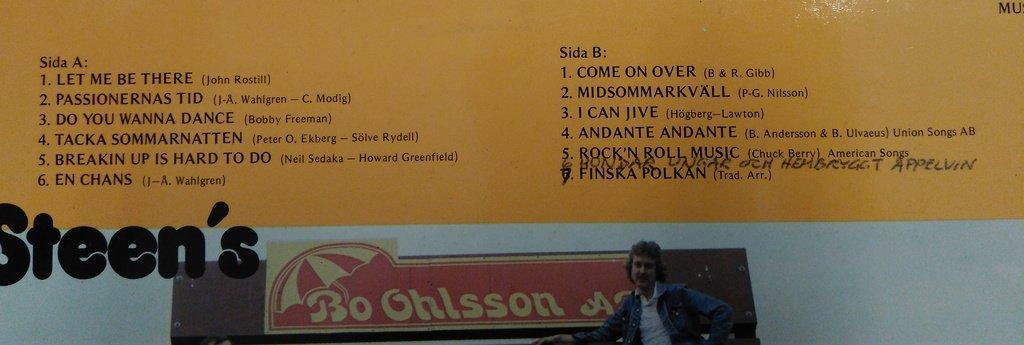 MUS
Sida A:
1. LET ME BE THERE (John Rostill)
2. PASSIONERNAS TID (J-Å. Wahlgren — C. Modig)
3. DO YOU WANNA DANCE (Bobby Freeman)
4. TACKA SOMMARNATTEN (Peter O. Ekberg — Sölve Rydell)
5. BREAKIN UP IS HARD TO DO (Neil Sedaka — Howard Greenfield)
6. EN CHANS (J—Å. Wahlgren)
Sida B:
1. COME ON OVER (B & R. Gibb)
2. MIDSOMMARKVÄLL (P-G. Nilsson)
3. I CAN JIVE (Högberg—Lawton)
4. ANDANTE ANDANTE (B. Andersson & B. Ulvaeus) Union Songs AB
5. ROCK'N ROLL MUSIC (Chuck Berry) American Songs
6 BÖNDAR UNGAR OCH HEMBRYGGT ÄPPELVIN
7. FINSKA POLKAN (Trad. Arr.)
Steen's
Bo Ohlsson